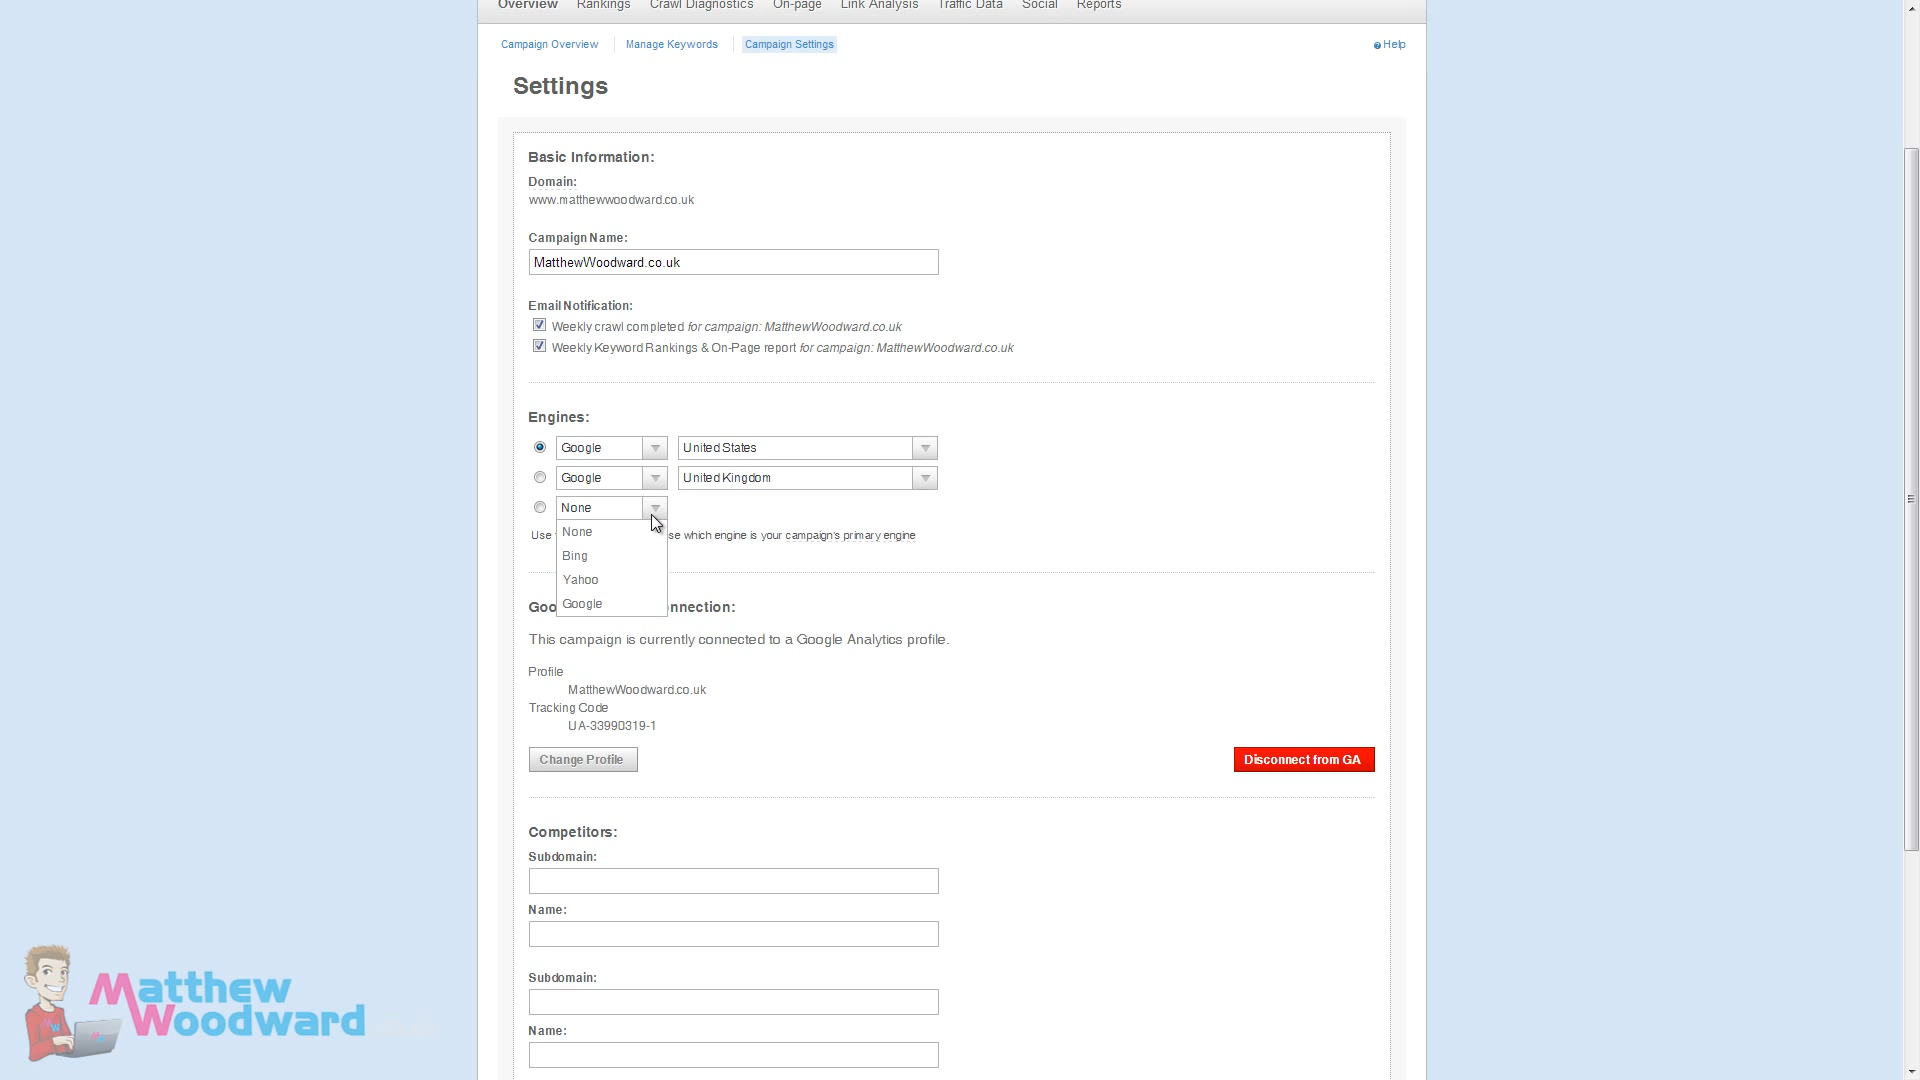 Overview Rankings Crawl Diagnostics On-page Link Analysis Traffic Data Social Reports
Campaign Overview Manage Keywords Campaign Settings Help
Settings
Basic Information:
Domain:
www.matthewwoodward.co.uk
Campaign Name:
MatthewWoodward.co.uk
Email Notification:
Weekly crawl completed for campaign: MatthewWoodward.co.uk
Weekly Keyword Rankings & On-Page report for campaign: MatthewWoodward.co.uk
Engines:
Google United States
Google United Kingdom
None
None
Use se which engine is your campaign's primary engine
Bing
Yahoo
Google
Goo nnection:
This campaign is currently connected to a Google Analytics profile.
Profile
MatthewWoodward.co.uk
Tracking Code
UA-33990319-1
Change Profile Disconnect from GA
Competitors:
Subdomain:
Name:
Subdomain:
Name:
Matthew
Woodward